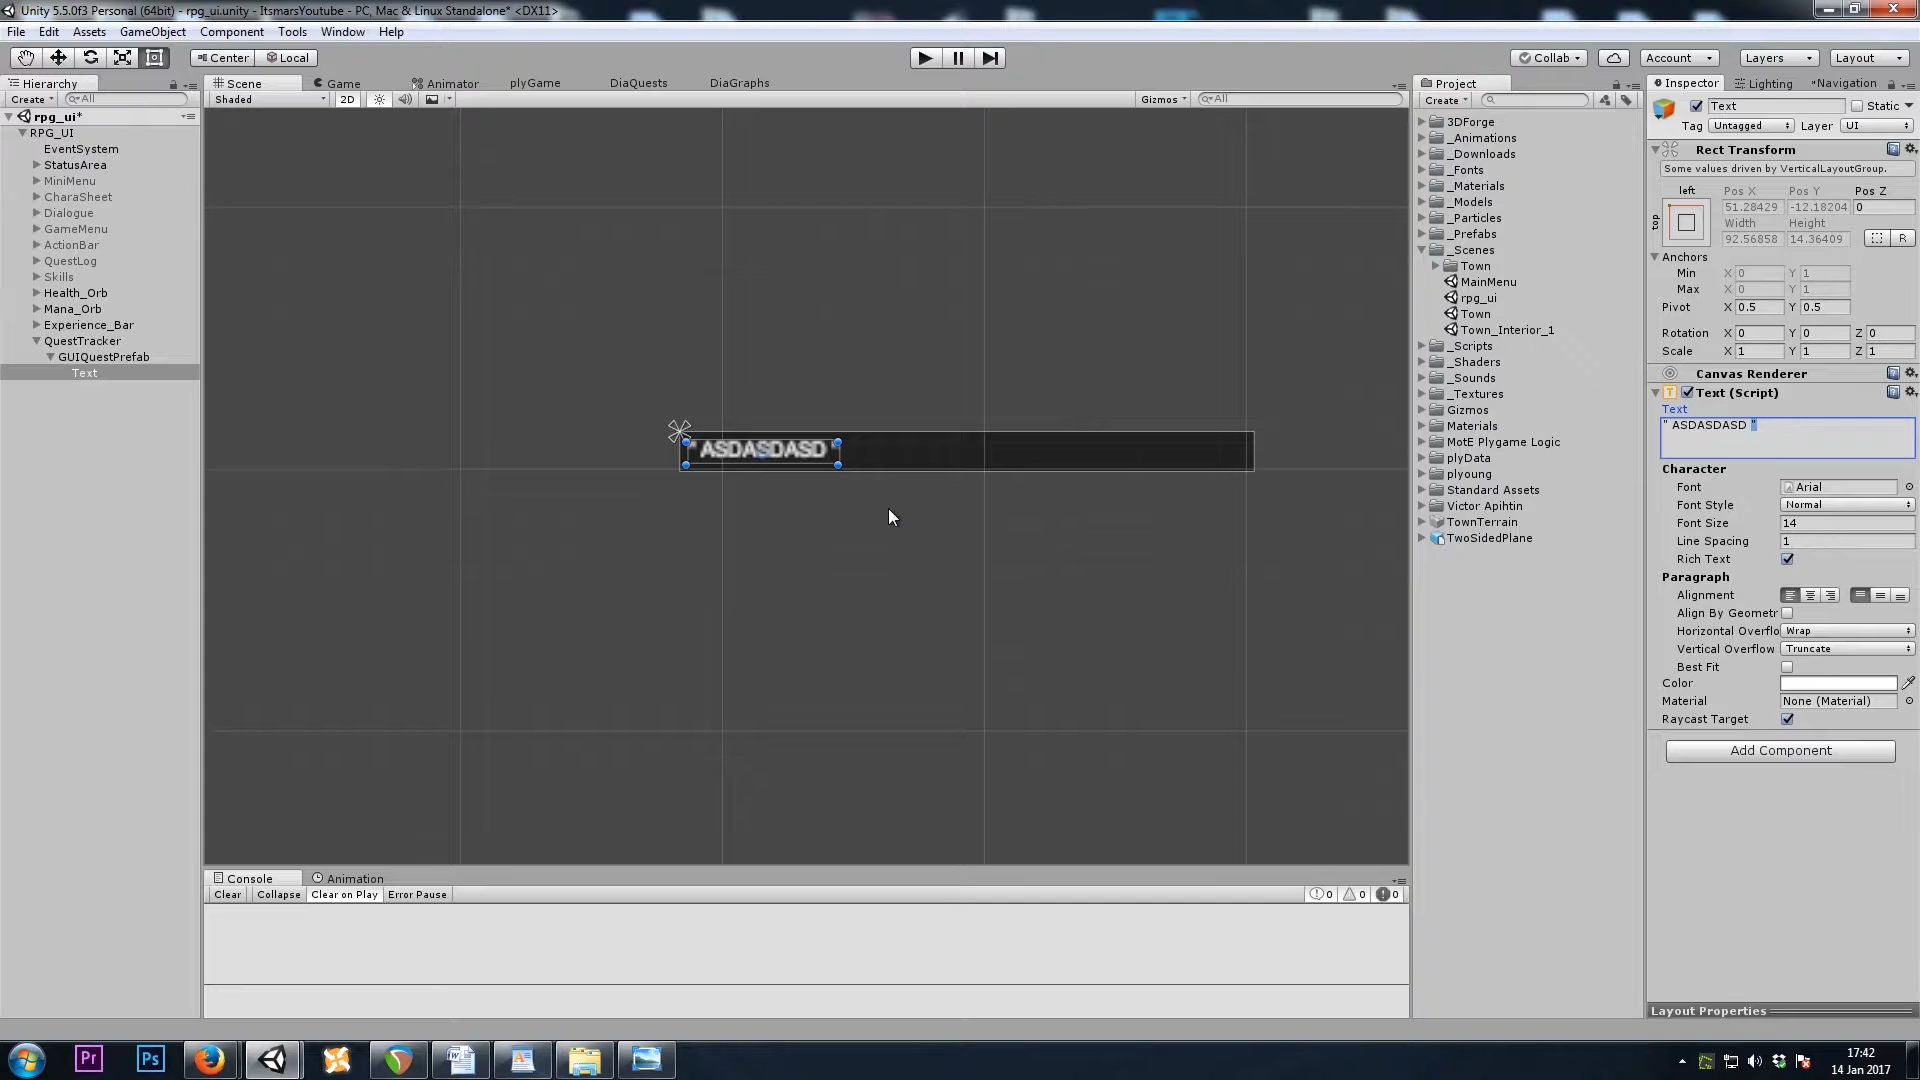 Unity 5.5.0f3 Personal (64bit) - rpg_ui.unity - ItsmarsYoutube - PC, Mac & Linux Standalone* <DX11>
File Edit Assets GameObject Component Tools Window Help
Center Local Collab Account Layers Layout
Hierarchy Scene Game Animator plyGame DiaQuests DiaGraphs Project Inspector Lighting Navigation
Create All Shaded 2D Gizmos All Create
Text Static
Tag Untagged Layer UI
rpg_ui*
RPG_UI
EventSystem
StatusArea
MiniMenu
CharaSheet
Dialogue
GameMenu
ActionBar
QuestLog
Skills
Health_Orb
Mana_Orb
Experience_Bar
QuestTracker
GUIQuestPrefab
Text
" ASDASDASD "
Console Animation
Clear Collapse Clear on Play Error Pause 0 0 0
3DForge
_Animations
_Downloads
_Fonts
_Materials
_Models
_Particles
_Prefabs
_Scenes
Town
MainMenu
rpg_ui
Town
Town_Interior_1
_Scripts
_Shaders
_Sounds
_Textures
Gizmos
Materials
MotE Plygame Logic
plyData
plyoung
Standard Assets
Victor Apihtin
TownTerrain
TwoSidedPlane
Rect Transform
Some values driven by VerticalLayoutGroup.
left Pos X Pos Y Pos Z
top 51.28429 -12.18204 0
Width Height
92.56858 14.36409 R
Anchors
Min X 0 Y 1
Max X 0 Y 1
Pivot X 0.5 Y 0.5
Rotation X 0 Y 0 Z 0
Scale X 1 Y 1 Z 1
Canvas Renderer
Text (Script)
Text
" ASDASDASD "
Character
Font Arial
Font Style Normal
Font Size 14
Line Spacing 1
Rich Text
Paragraph
Alignment
Align By Geometr
Horizontal Overflo Wrap
Vertical Overflow Truncate
Best Fit
Color
Material None (Material)
Raycast Target
Add Component
Layout Properties
Pr Ps W A
17:42
14 Jan 2017